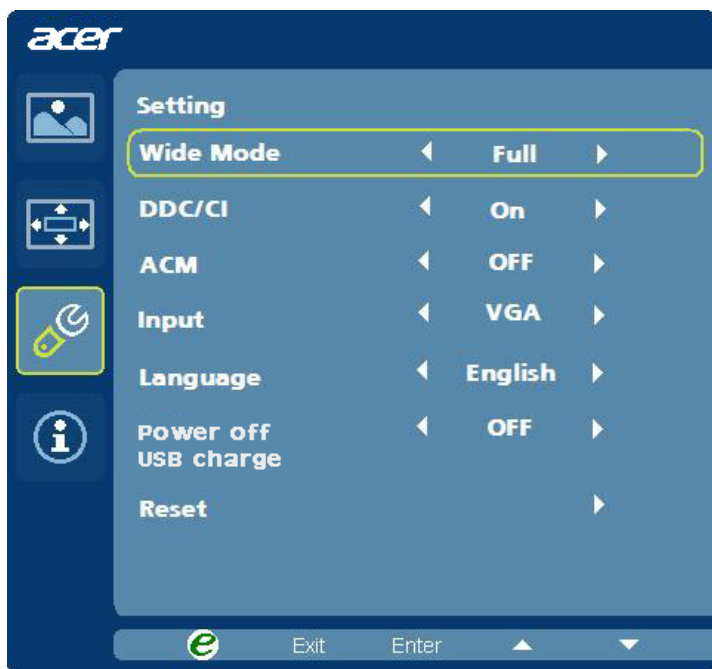 acer
Setting
Wide Mode Full
DDC/CI On
ACM OFF
Input VGA
Language English
Power off OFF
USB charge
Reset
e Exit Enter